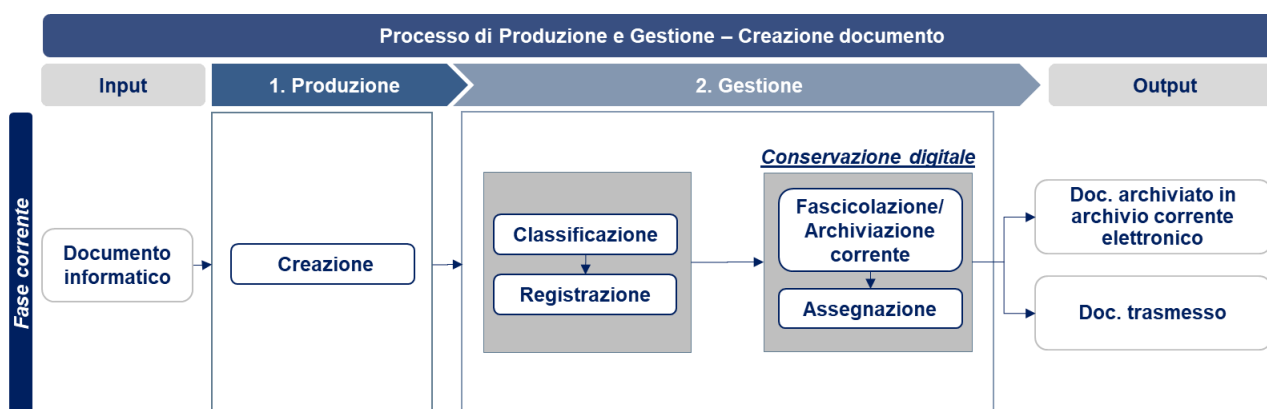 Processo di Produzione e Gestione – Creazione documento
Input
1. Produzione
2. Gestione
Output
Fase corrente
Documento
informatico
Creazione
Classificazione
Registrazione
Conservazione digitale
Fascicolazione/
Archiviazione
corrente
Assegnazione
Doc. archiviato in
archivio corrente
elettronico
Doc. trasmesso